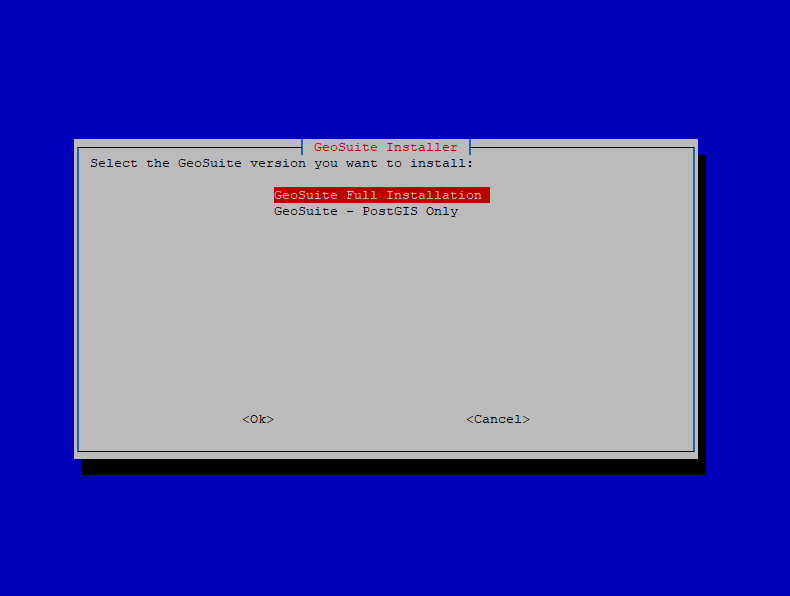 GeoSuite Installer
Select the GeoSuite version you want to install:
GeoSuite Full Installation
GeoSuite - PostGIS Only
<Ok> <Cancel>